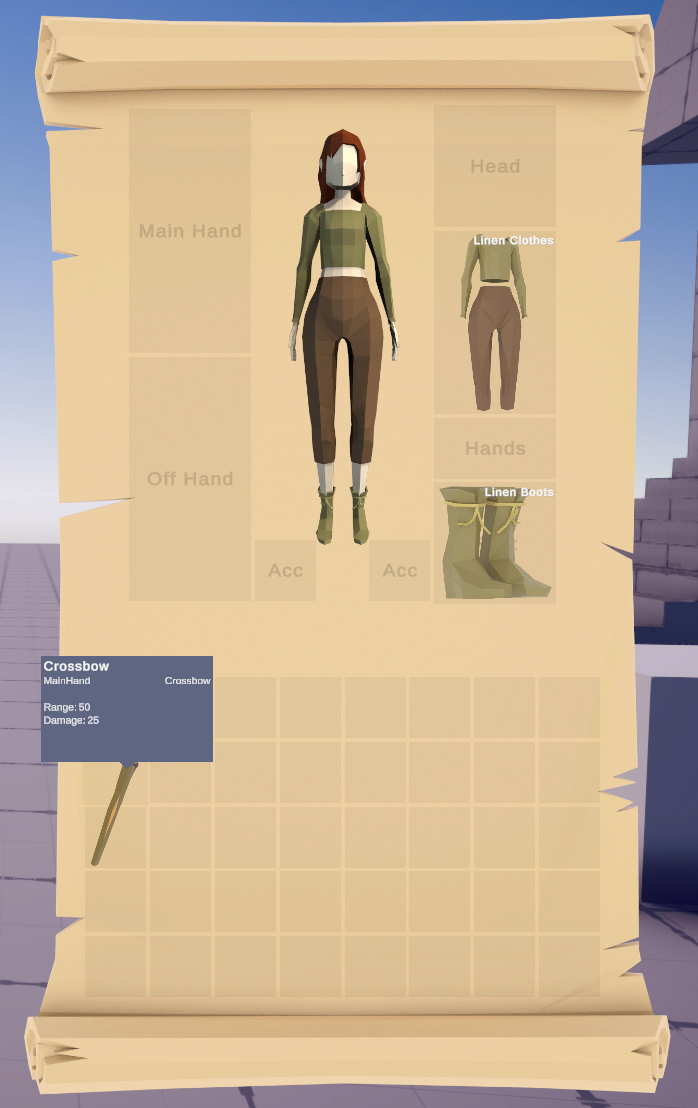 Main Hand
Head
Linen Clothes
Hands
Off Hand
Linen Boots
Acc
Acc
Crossbow
MainHand
Crossbow
Range: 50
Damage: 25